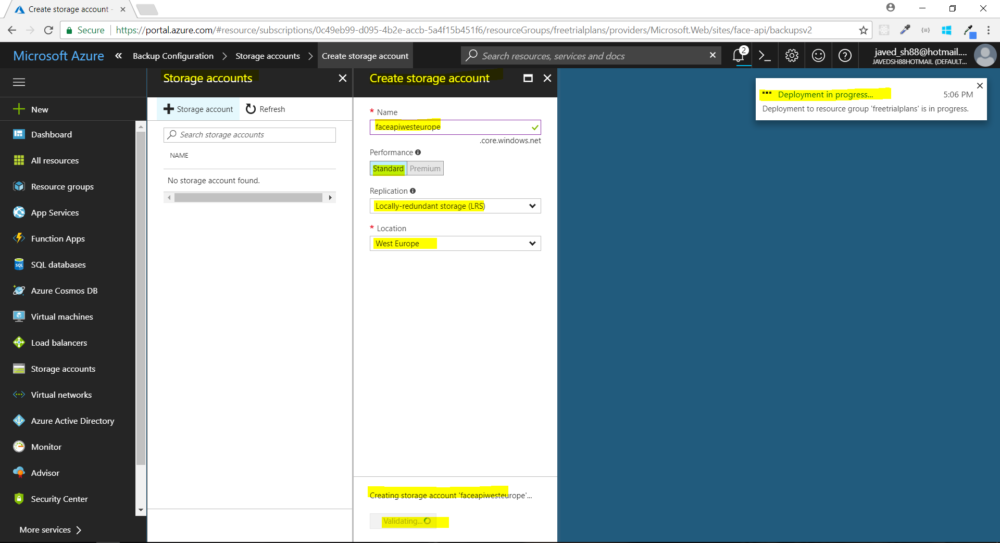 Create storage account -
Secure https://portal.azure.com/#resource/subscriptions/0c49eb99-d095-4b2e-accb-5a4f15b451f6/resourceGroups/freetrialplans/providers/Microsoft.Web/sites/face-api/backupsv2
Microsoft Azure Backup Configuration Storage accounts Create storage account Search resources, services and docs 2 javed_sh88@hotmail....
JAVEDSH88HOTMAIL (DEFAULT...
New
Dashboard
All resources
Resource groups
App Services
Function Apps
SQL
SQL databases
Azure Cosmos DB
Virtual machines
Load balancers
Storage accounts
Virtual networks
Azure Active Directory
Monitor
Advisor
Security Center
More services
Storage accounts
Storage account Refresh
Search storage accounts
NAME
No storage account found.
Create storage account
* Name
faceapiwesteurope
.core.windows.net
Performance
Standard Premium
Replication
Locally-redundant storage (LRS)
* Location
West Europe
Creating storage account 'faceapiwesteurope'...
Validating...
Deployment in progress... 5:06 PM
Deployment to resource group 'freetrialplans' is in progress.